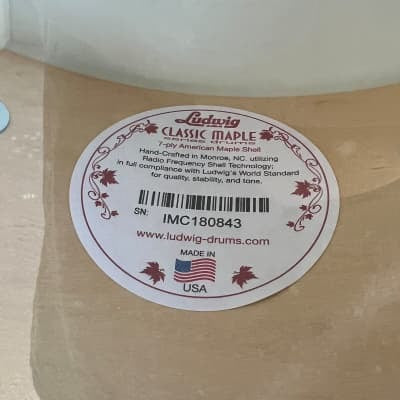 Ludwig
CLASSIC MAPLE
series drums
7-ply American Maple Shell
Hand-Crafted in Monroe, NC. utilizing
Radio Frequency Shell Technology;
in full compliance with Ludwig's World Standard
for quality, stability, and tone.
SN: IMC180843
www.ludwig-drums.com
MADE IN
USA